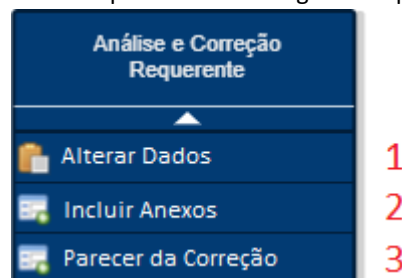 Análise e Correção
Requerente
Alterar Dados 1
Incluir Anexos 2
Parecer da Correção 3